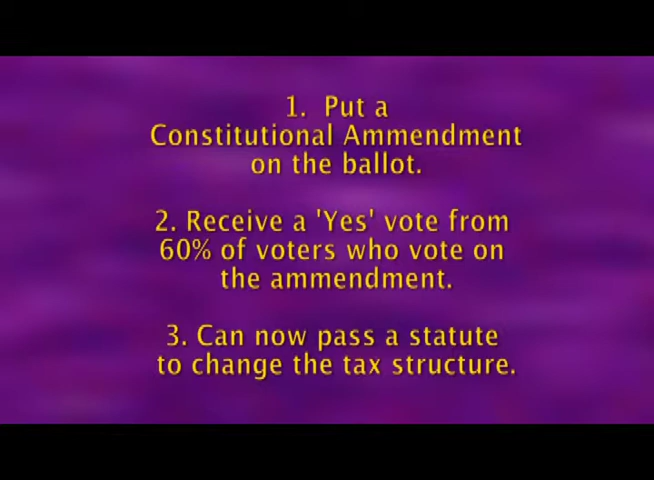 1. Put a
Constitutional Ammendment
on the ballot.
2. Receive a 'Yes' vote from
60% of voters who vote on
the ammendment.
3. Can now pass a statute
to change the tax structure.